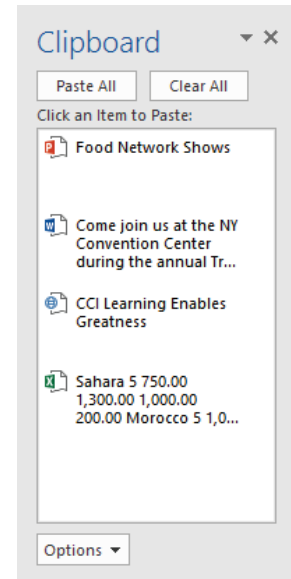 Clipboard
Paste All Clear All
Click an Item to Paste:
Food Network Shows
Come join us at the NY
Convention Center
during the annual Tr...
CCI Learning Enables
Greatness
Sahara 5 750.00
1,300.00 1,000.00
200.00 Morocco 5 1,0...
Options